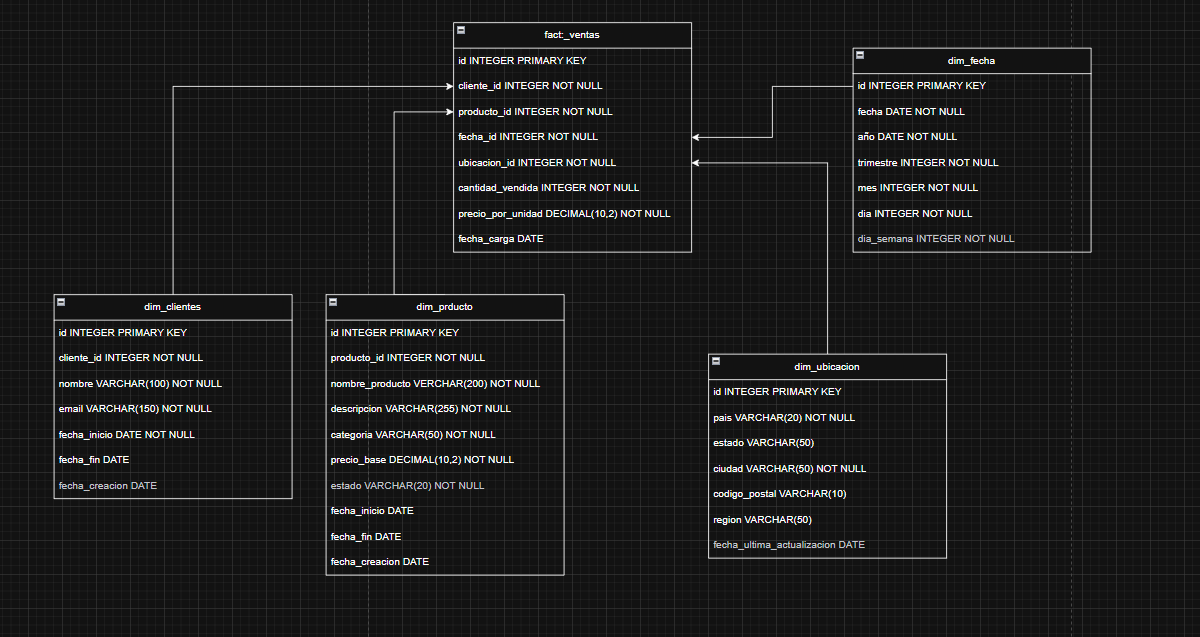 fact:_ventas
id INTEGER PRIMARY KEY
cliente_id INTEGER NOT NULL
producto_id INTEGER NOT NULL
fecha_id INTEGER NOT NULL
ubicacion_id INTEGER NOT NULL
cantidad_vendida INTEGER NOT NULL
precio_por_unidad DECIMAL(10,2) NOT NULL
fecha_carga DATE
dim_fecha
id INTEGER PRIMARY KEY
fecha DATE NOT NULL
año DATE NOT NULL
trimestre INTEGER NOT NULL
mes INTEGER NOT NULL
dia INTEGER NOT NULL
dia_semana INTEGER NOT NULL
dim_clientes
id INTEGER PRIMARY KEY
cliente_id INTEGER NOT NULL
nombre VARCHAR(100) NOT NULL
email VARCHAR(150) NOT NULL
fecha_inicio DATE NOT NULL
fecha_fin DATE
fecha_creacion DATE
dim_prducto
id INTEGER PRIMARY KEY
producto_id INTEGER NOT NULL
nombre_producto VERCHAR(200) NOT NULL
descripcion VARCHAR(255) NOT NULL
categoria VARCHAR(50) NOT NULL
precio_base DECIMAL(10,2) NOT NULL
estado VARCHAR(20) NOT NULL
fecha_inicio DATE
fecha_fin DATE
fecha_creacion DATE
dim_ubicacion
id INTEGER PRIMARY KEY
pais VARCHAR(20) NOT NULL
estado VARCHAR(50)
ciudad VARCHAR(50) NOT NULL
codigo_postal VARCHAR(10)
region VARCHAR(50)
fecha_ultima_actualizacion DATE